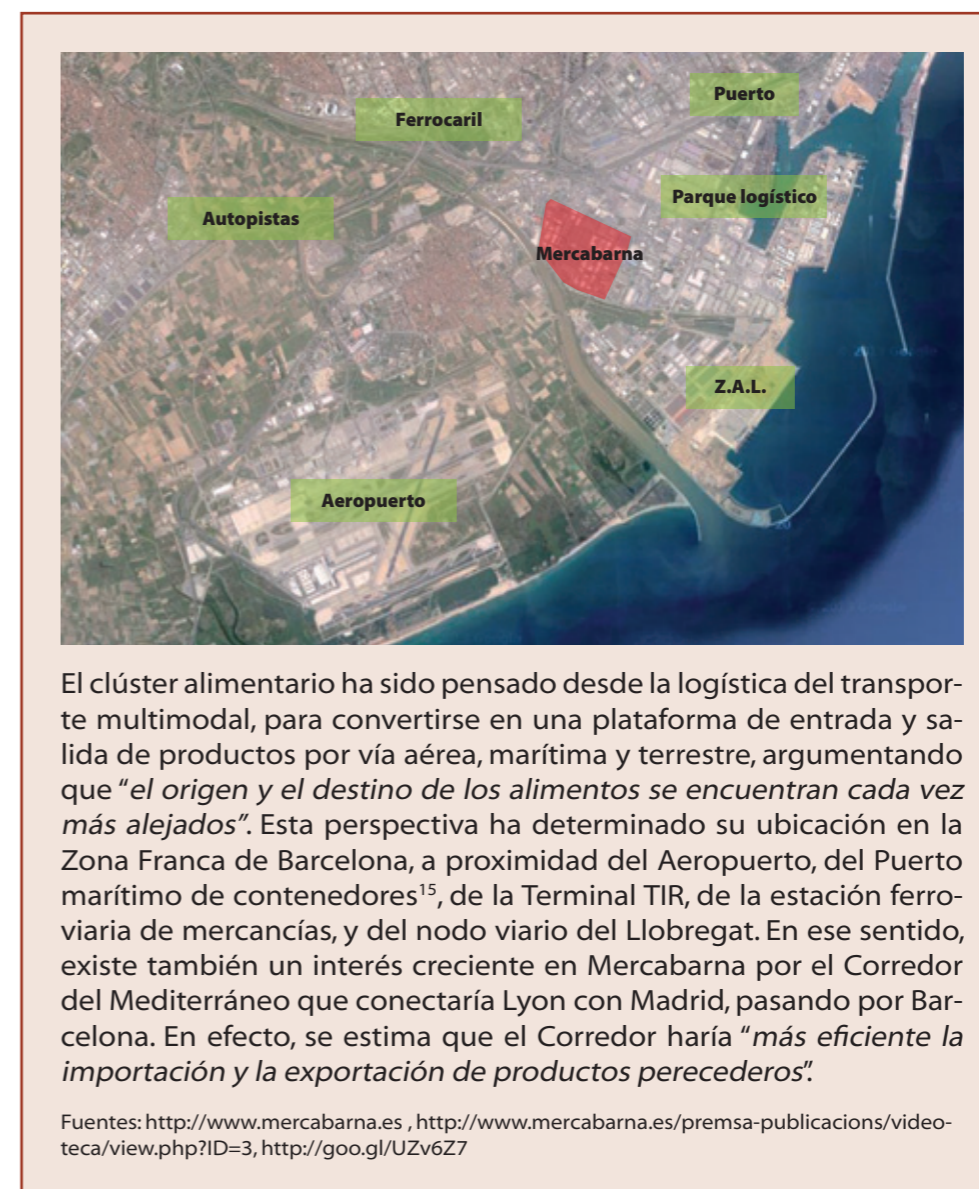 Puerto
Ferrocaril
Parque logístico
Autopistas
Mercabarna
Z.A.L.
Aeropuerto
El clúster alimentario ha sido pensado desde la logística del transpor-
te multimodal, para convertirse en una plataforma de entrada y sa-
lida de productos por vía aérea, marítima y terrestre, argumentando
que “el origen y el destino de los alimentos se encuentran cada vez
más alejados”. Esta perspectiva ha determinado su ubicación en la
Zona Franca de Barcelona, a proximidad del Aeropuerto, del Puerto
marítimo de contenedores¹⁵, de la Terminal TIR, de la estación ferro-
viaria de mercancías, y del nodo viario del Llobregat. En ese sentido,
existe también un interés creciente en Mercabarna por el Corredor
del Mediterráneo que conectaría Lyon con Madrid, pasando por Bar-
celona. En efecto, se estima que el Corredor haría “más eficiente la
importación y la exportación de productos perecederos”.
Fuentes: http://www.mercabarna.es , http://www.mercabarna.es/premsa-publicacions/video-
teca/view.php?ID=3, http://goo.gl/UZv6Z7